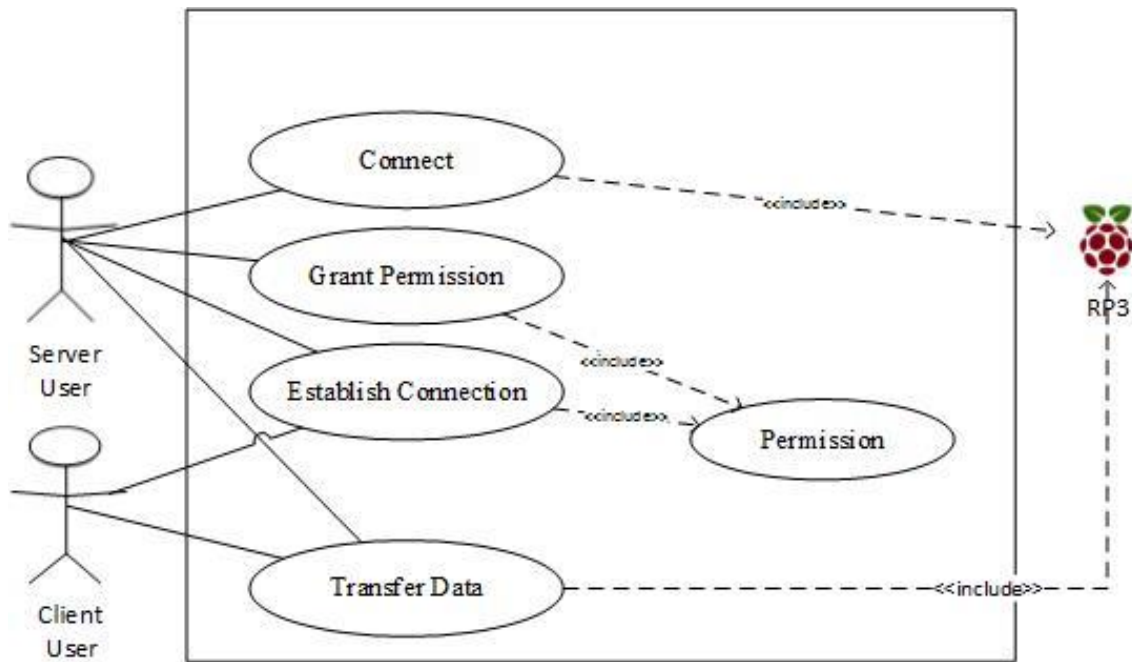 Connect
<<include>>
Grant Permission
RP3
Server
User
<<include>>
Establish Connection
<<include>>
Permission
Transfer Data
<<include>>
Client
User